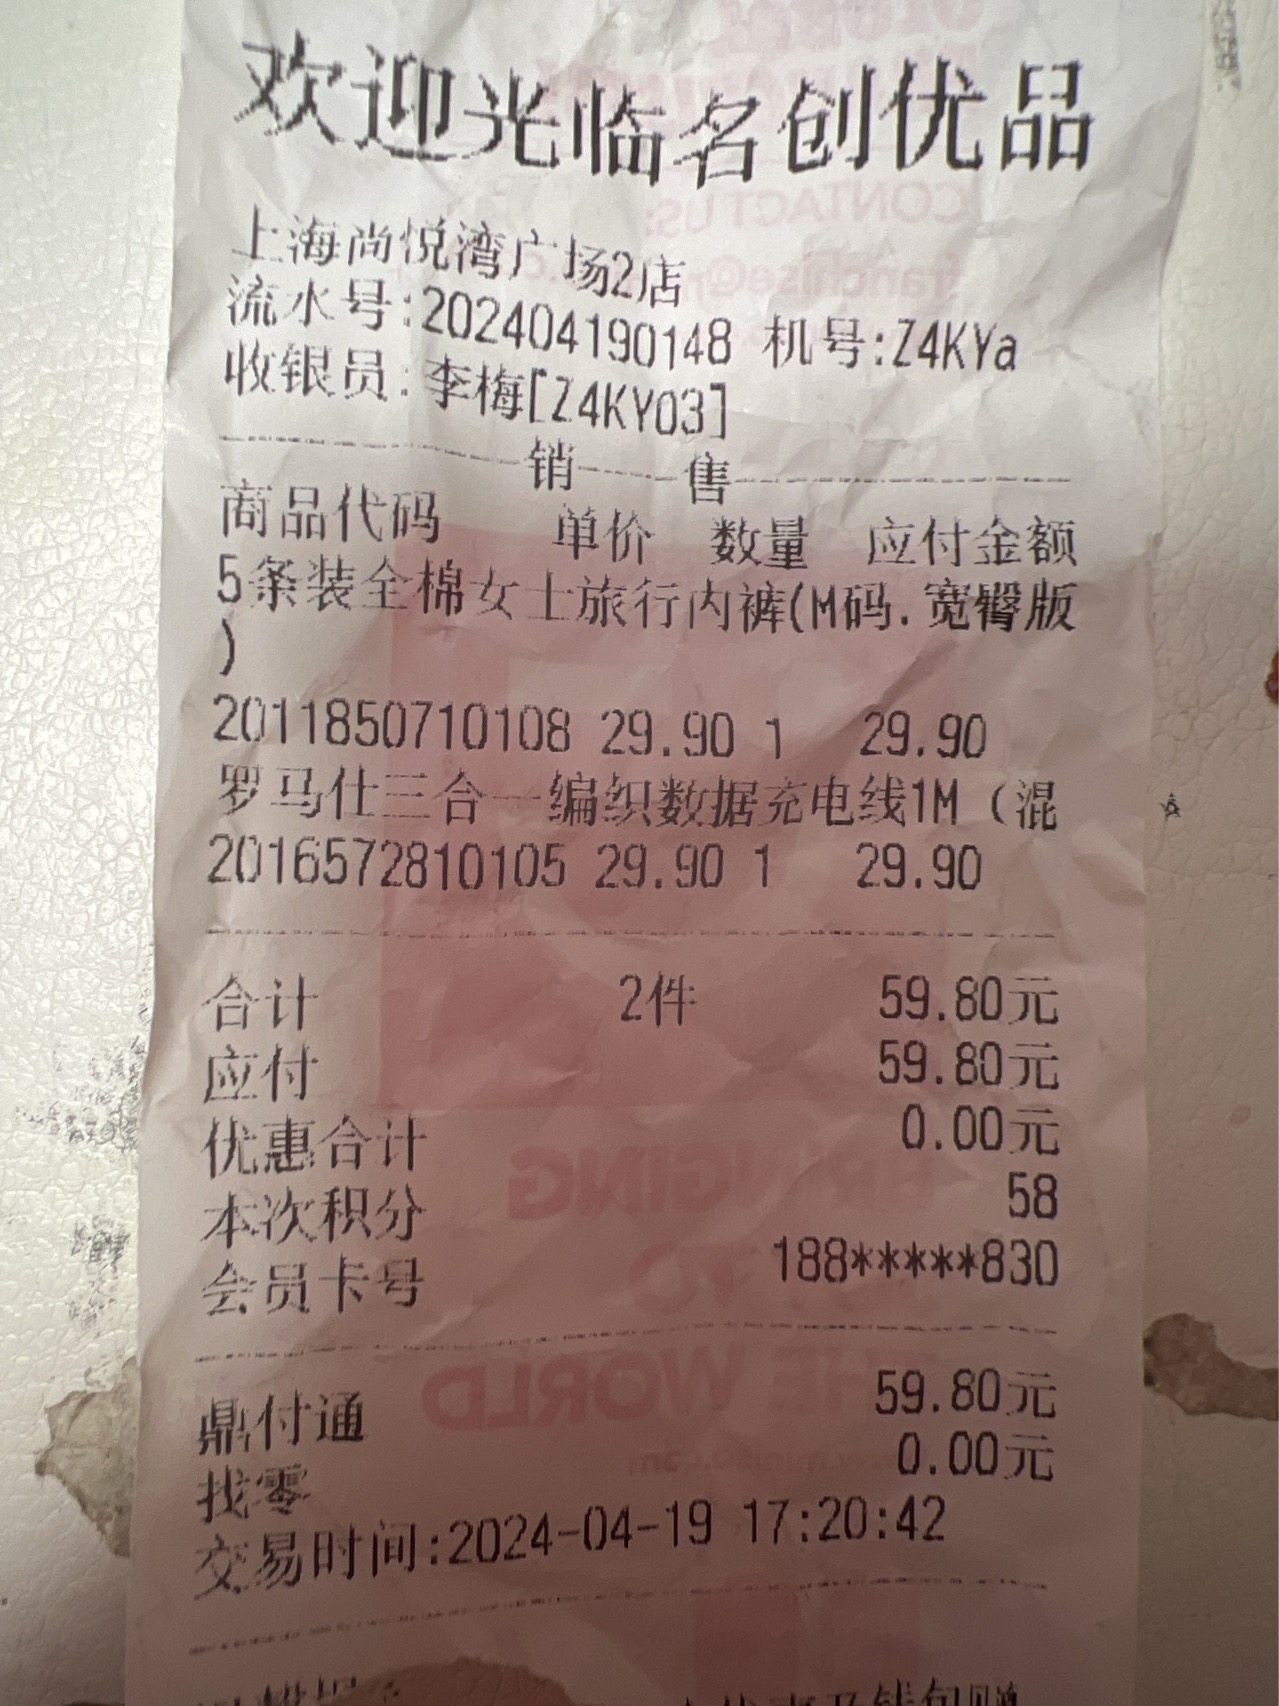 欢迎光临名创优品
上海尚悦湾广场2店
流水号:202404190148 机号:Z4KYa
收银员:李梅[Z4KY03]
销 售
商品代码 单价 数量 应付金额
5条装全棉女士旅行内裤(M码.宽臀版
)
2011850710108 29.90 1 29.90
罗马仕三合一编织数据充电线1M (混
2016572810105 29.90 1 29.90
合计 2件 59.80元
应付 59.80元
优惠合计 0.00元
本次积分 58
会员卡号 188*****830
鼎付通 59.80元
找零 0.00元
交易时间:2024-04-19 17:20:42
CONTACT US:
THE WORLD